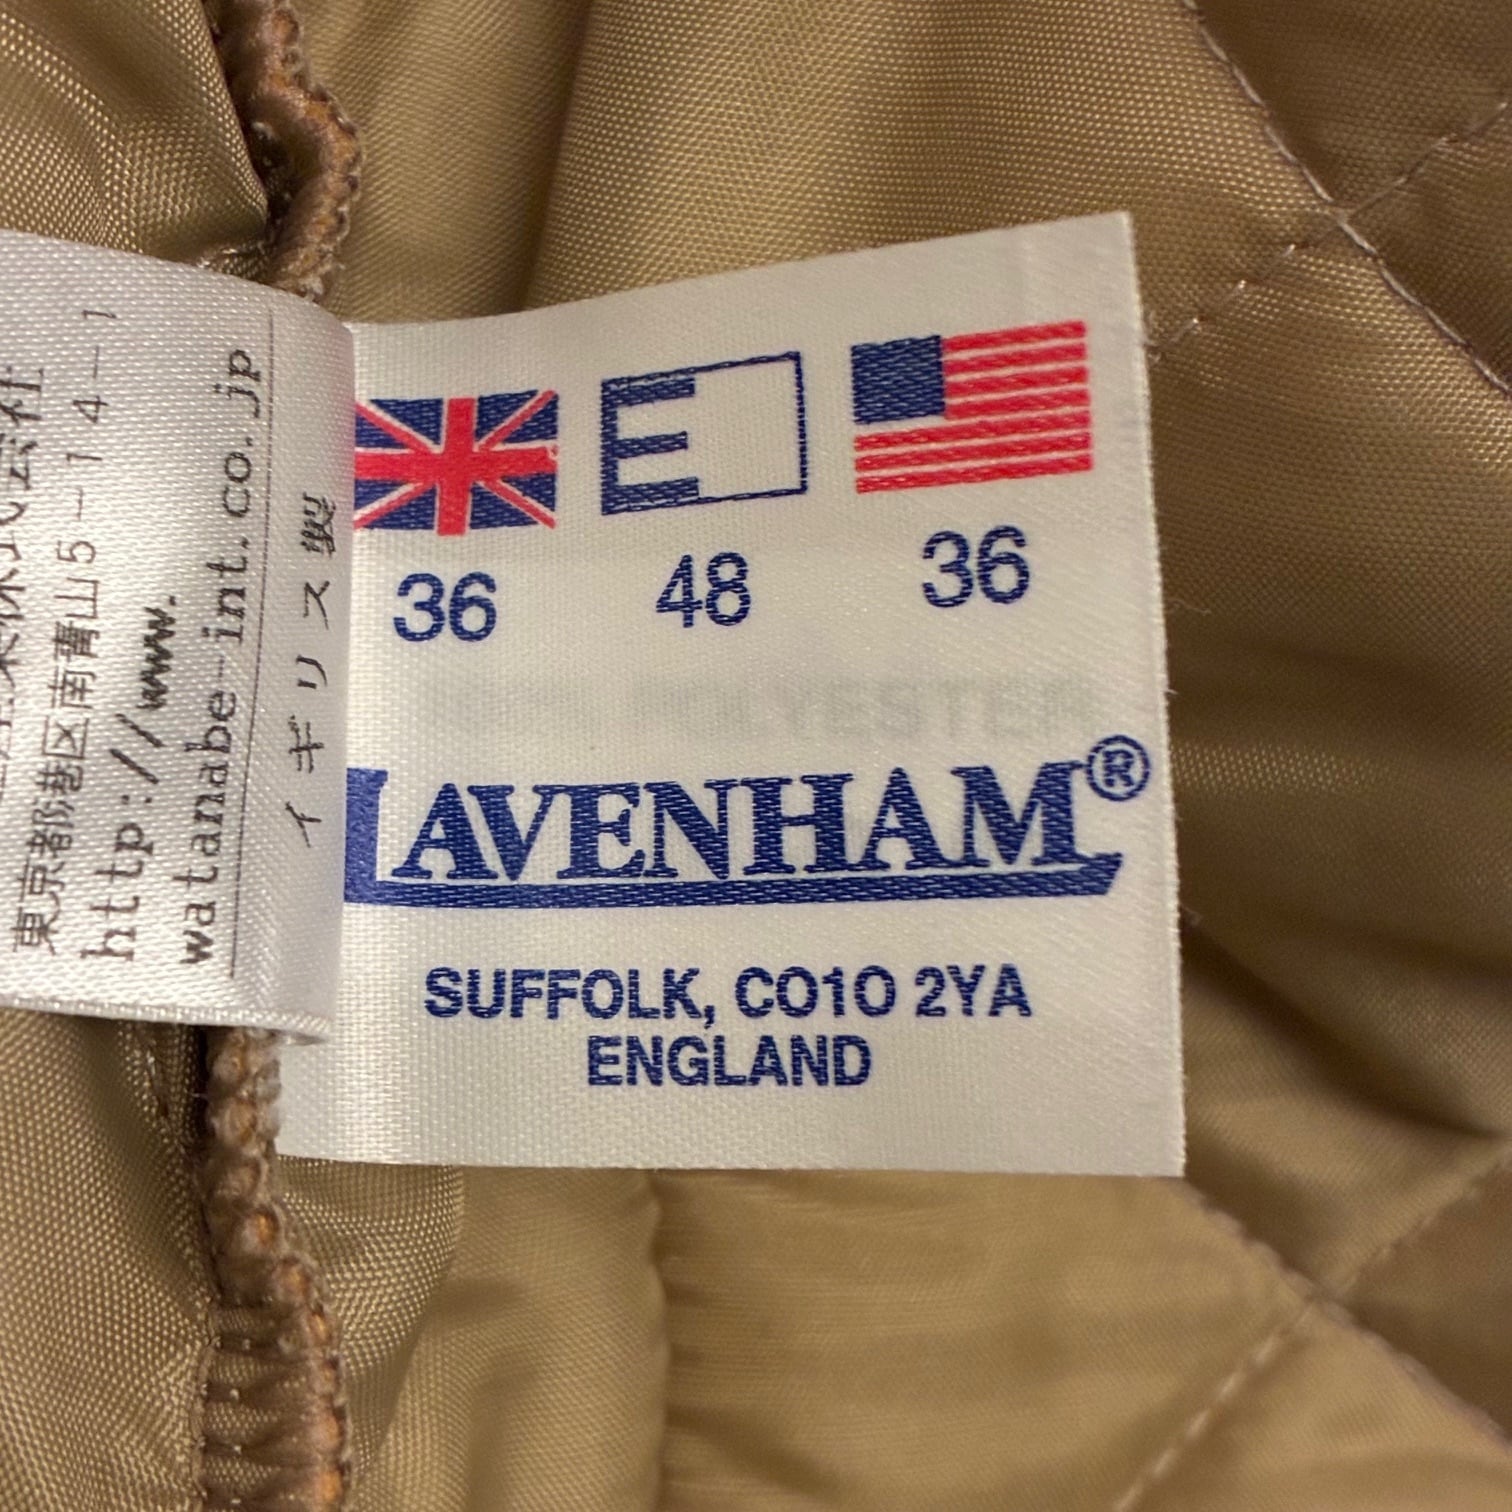 36 48 36
POLYESTER
LAVENHAM®
SUFFOLK, CO10 2YA
ENGLAND
東京都港区南青山5-14-1
http://www.
watanabe-int.co.jp
イギリス製